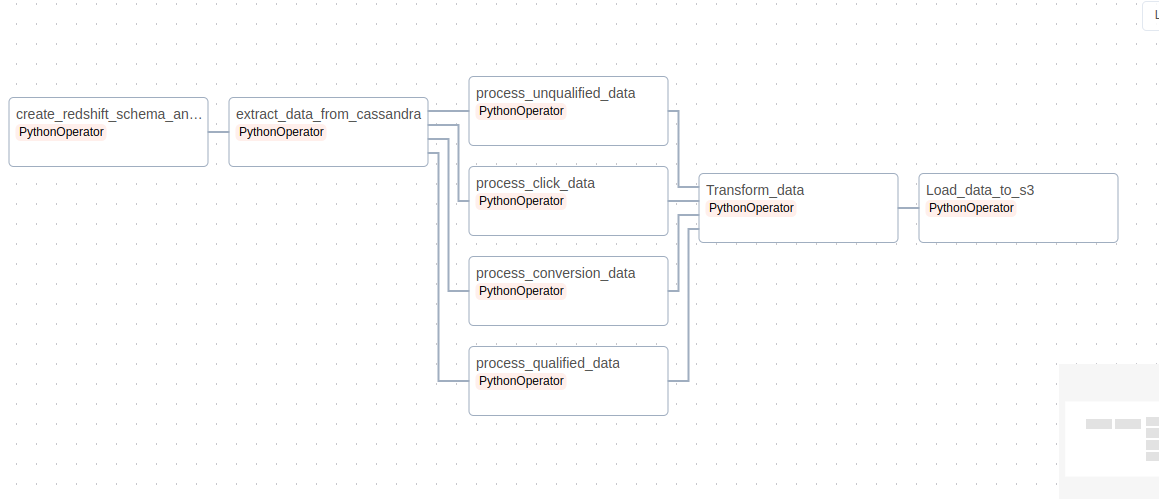 create_redshift_schema_an...
PythonOperator
extract_data_from_cassandra
PythonOperator
process_unqualified_data
PythonOperator
process_click_data
PythonOperator
process_conversion_data
PythonOperator
process_qualified_data
PythonOperator
Transform_data
PythonOperator
Load_data_to_s3
PythonOperator